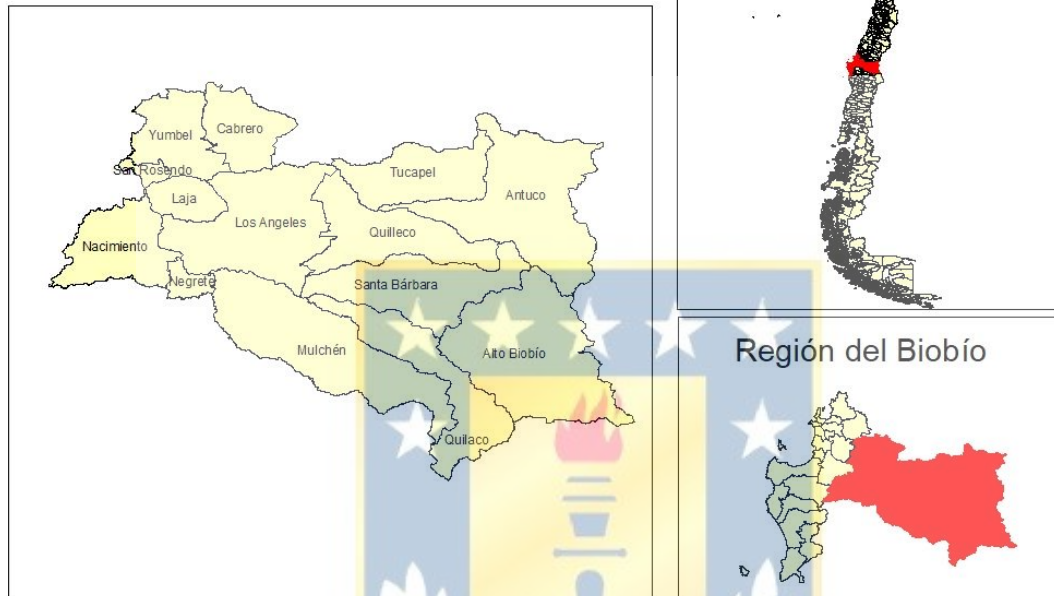 Yumbel
Cabrero
San Rosendo
Tucapel
Laja
Antuco
Los Angeles
Quilleco
Nacimiento
Negrete
Santa Bárbara
Mulchén
Alto Biobío
Quilaco
Región del Biobío